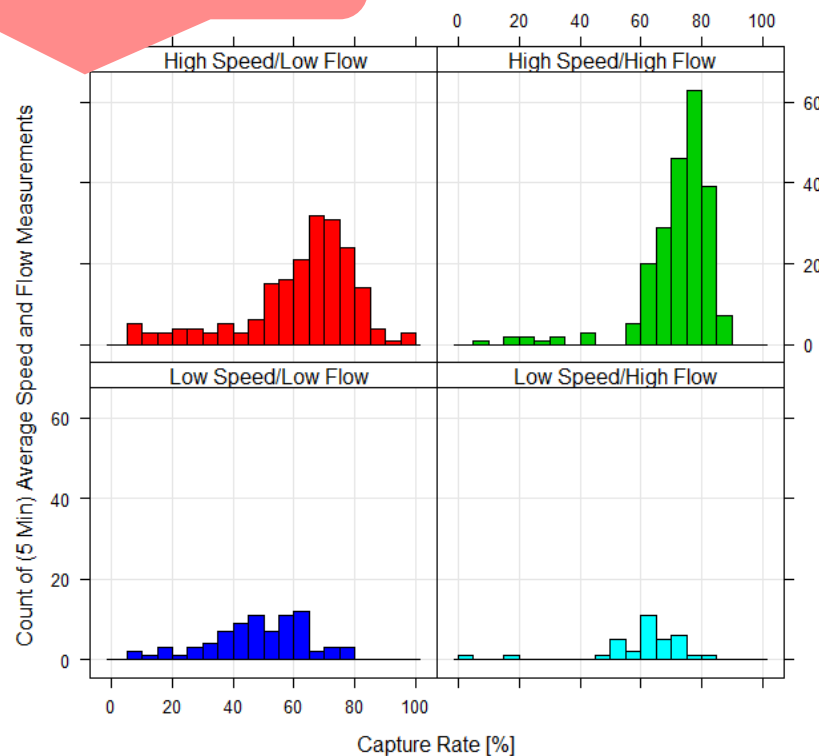 0 20 40 60 80 100
High Speed/Low Flow
High Speed/High Flow
60
40
20
0
Count of (5 Min) Average Speed and Flow Measurements
Low Speed/Low Flow
Low Speed/High Flow
60
40
20
0
0 20 40 60 80 100
Capture Rate [%]